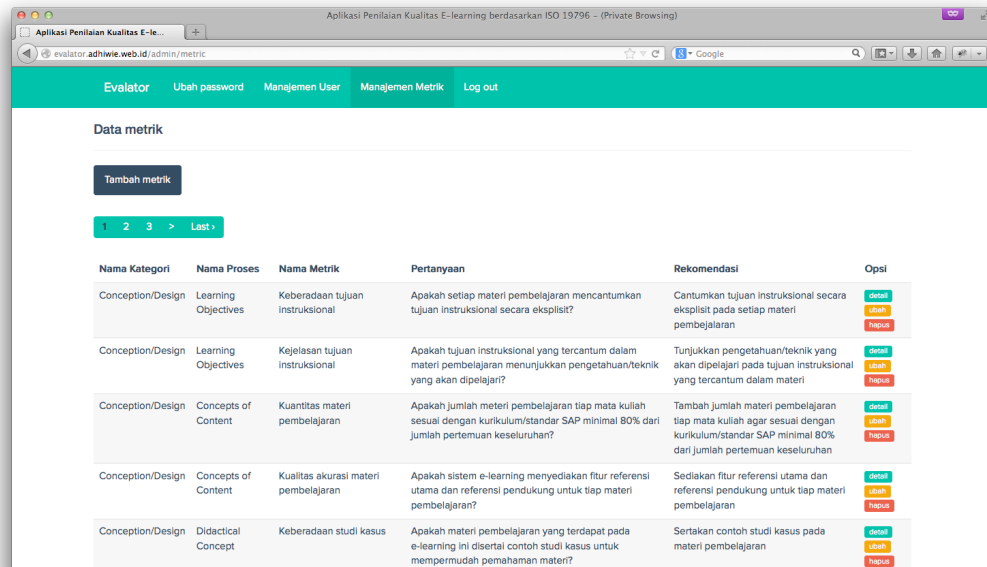 Aplikasi Penilaian Kualitas E-learning berdasarkan ISO 19796 – (Private Browsing)
Aplikasi Penilaian Kualitas E-le...
evalator.adhiwie.web.id/admin/metric
Google
Evalator Ubah password Manajemen User Manajemen Metrik Log out
Data metrik
Tambah metrik
1 2 3 > Last ›
Nama Kategori Nama Proses Nama Metrik Pertanyaan Rekomendasi Opsi
Conception/Design Learning Keberadaan tujuan Apakah setiap materi pembelajaran mencantumkan Cantumkan tujuan instruksional secara detail
Objectives instruksional tujuan instruksional secara eksplisit? eksplisit pada setiap materi ubah
pembejalaran hapus
Conception/Design Learning Kejelasan tujuan Apakah tujuan instruksional yang tercantum dalam Tunjukkan pengetahuan/teknik yang detail
Objectives instruksional materi pembelajaran menunjukkan pengetahuan/teknik akan dipelajari pada tujuan instruksional ubah
yang akan dipelajari? yang tercantum dalam materi hapus
Conception/Design Concepts of Kuantitas materi Apakah jumlah meteri pembelajaran tiap mata kuliah Tambah jumlah materi pembelajaran detail
Content pembelajaran sesuai dengan kurikulum/standar SAP minimal 80% dari tiap mata kuliah agar sesuai dengan ubah
jumlah pertemuan keseluruhan? kurikulum/standar SAP minimal 80% hapus
dari jumlah pertemuan keseluruhan
Conception/Design Concepts of Kualitas akurasi materi Apakah sistem e-learning menyediakan fitur referensi Sediakan fitur referensi utama dan detail
Content pembelajaran utama dan referensi pendukung untuk tiap materi referensi pendukung untuk tiap materi ubah
pembelajaran? pembelajaran hapus
Conception/Design Didactical Keberadaan studi kasus Apakah materi pembelajaran yang terdapat pada Sertakan contoh studi kasus pada detail
Concept e-learning ini disertai contoh studi kasus untuk materi pembelajaran ubah
mempermudah pemahaman materi? hapus